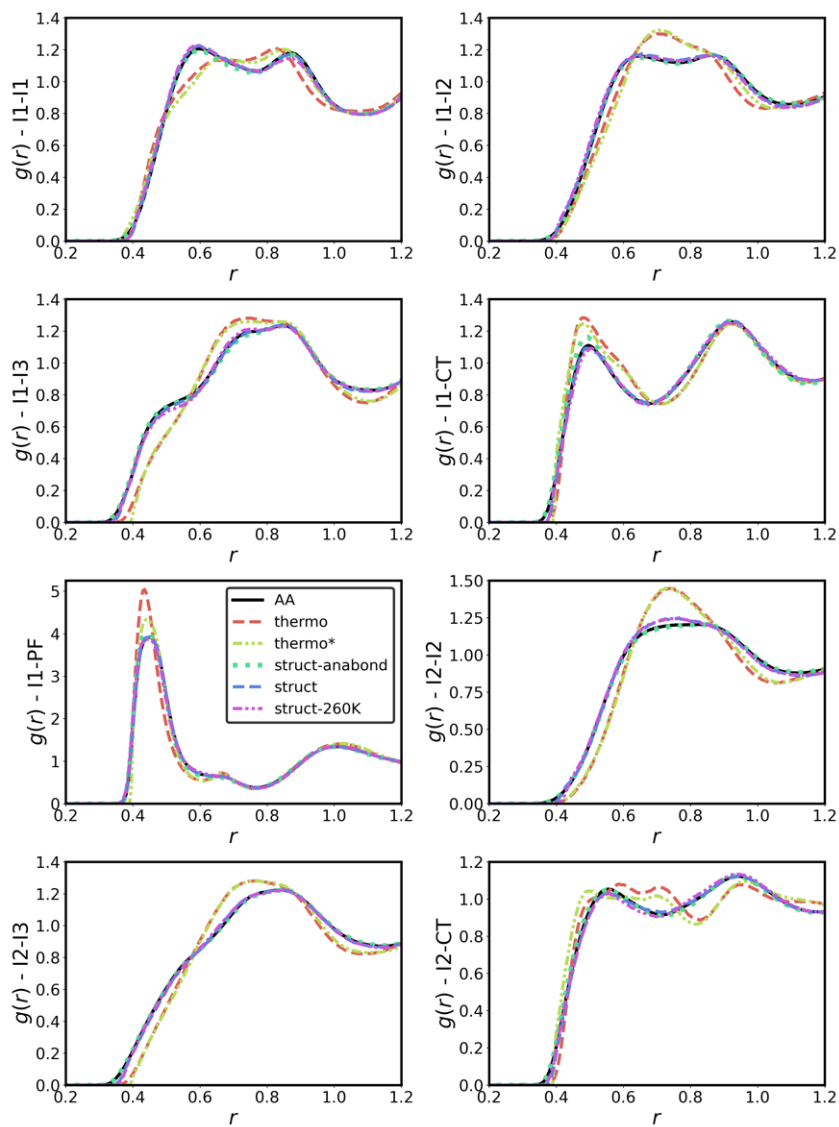 1.4
1.2
1.0
0.8
0.6
0.4
0.2
0.0
g(r) - I1-I1
0.2 0.4 0.6 0.8 1.0 1.2
r
1.4
1.2
1.0
0.8
0.6
0.4
0.2
0.0
g(r) - I1-I2
0.2 0.4 0.6 0.8 1.0 1.2
r
1.4
1.2
1.0
0.8
0.6
0.4
0.2
0.0
g(r) - I1-I3
0.2 0.4 0.6 0.8 1.0 1.2
r
1.4
1.2
1.0
0.8
0.6
0.4
0.2
0.0
g(r) - I1-CT
0.2 0.4 0.6 0.8 1.0 1.2
r
5
4
3
2
1
0
g(r) - I1-PF
AA
thermo
thermo*
struct-anabond
struct
struct-260K
0.2 0.4 0.6 0.8 1.0 1.2
r
1.50
1.25
1.00
0.75
0.50
0.25
0.00
g(r) - I2-I2
0.2 0.4 0.6 0.8 1.0 1.2
r
1.4
1.2
1.0
0.8
0.6
0.4
0.2
0.0
g(r) - I2-I3
0.2 0.4 0.6 0.8 1.0 1.2
r
1.2
1.0
0.8
0.6
0.4
0.2
0.0
g(r) - I2-CT
0.2 0.4 0.6 0.8 1.0 1.2
r